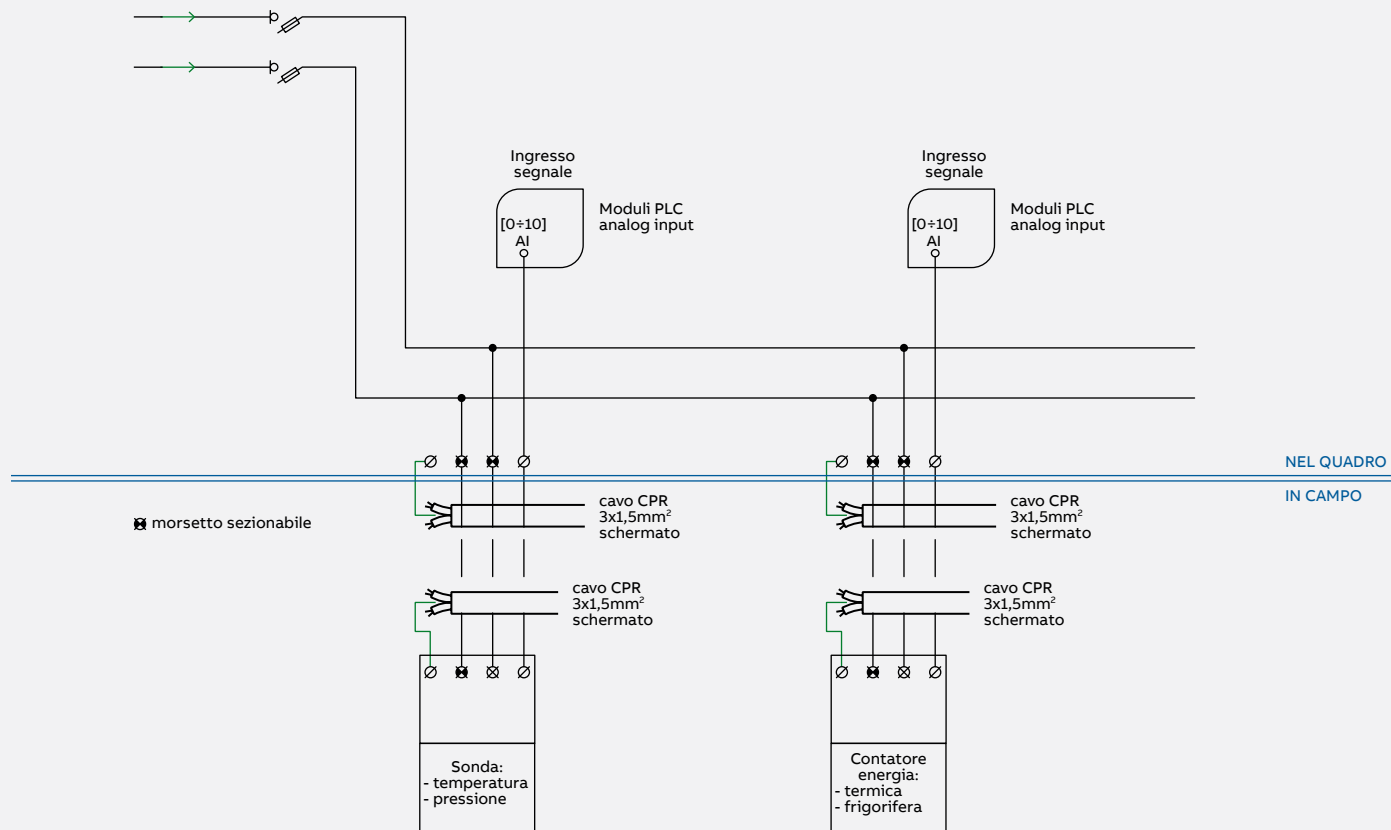 Ingresso
segnale
[0÷10]
AI
Moduli PLC
analog input
Ingresso
segnale
[0÷10]
AI
Moduli PLC
analog input
NEL QUADRO
IN CAMPO
morsetto sezionabile
cavo CPR
3x1,5mm²
schermato
cavo CPR
3x1,5mm²
schermato
cavo CPR
3x1,5mm²
schermato
cavo CPR
3x1,5mm²
schermato
Sonda:
- temperatura
- pressione
Contatore
energia:
- termica
- frigorifera